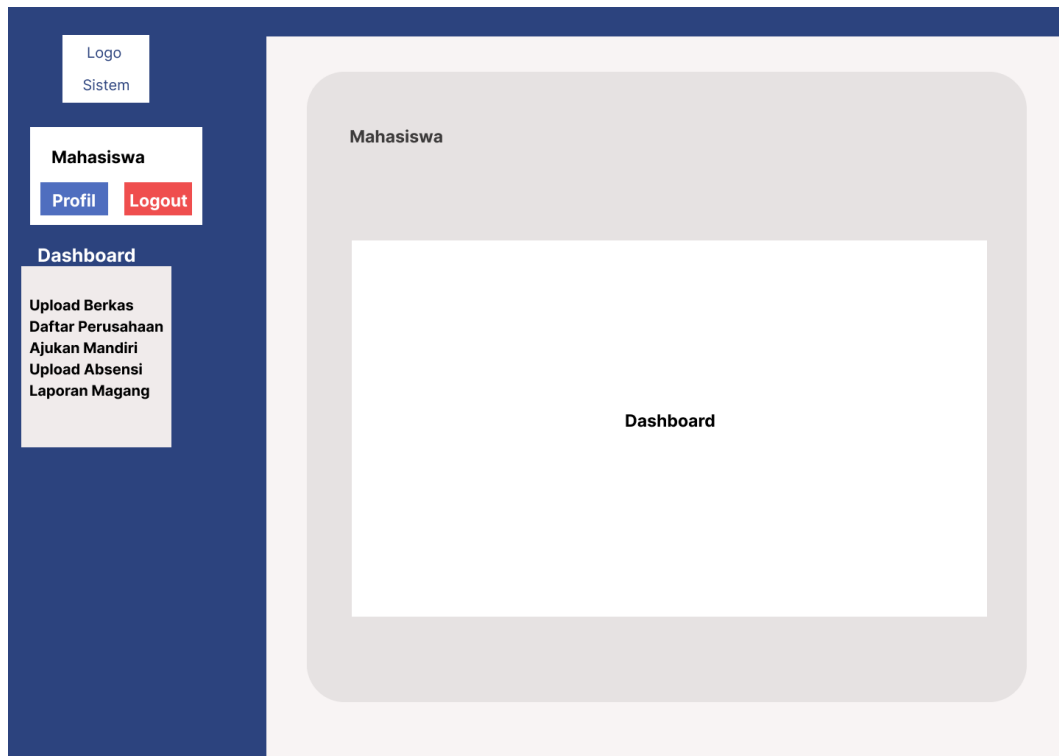 Logo
Sistem
Mahasiswa
Profil
Logout
Dashboard
Upload Berkas
Daftar Perusahaan
Ajukan Mandiri
Upload Absensi
Laporan Magang
Mahasiswa
Dashboard